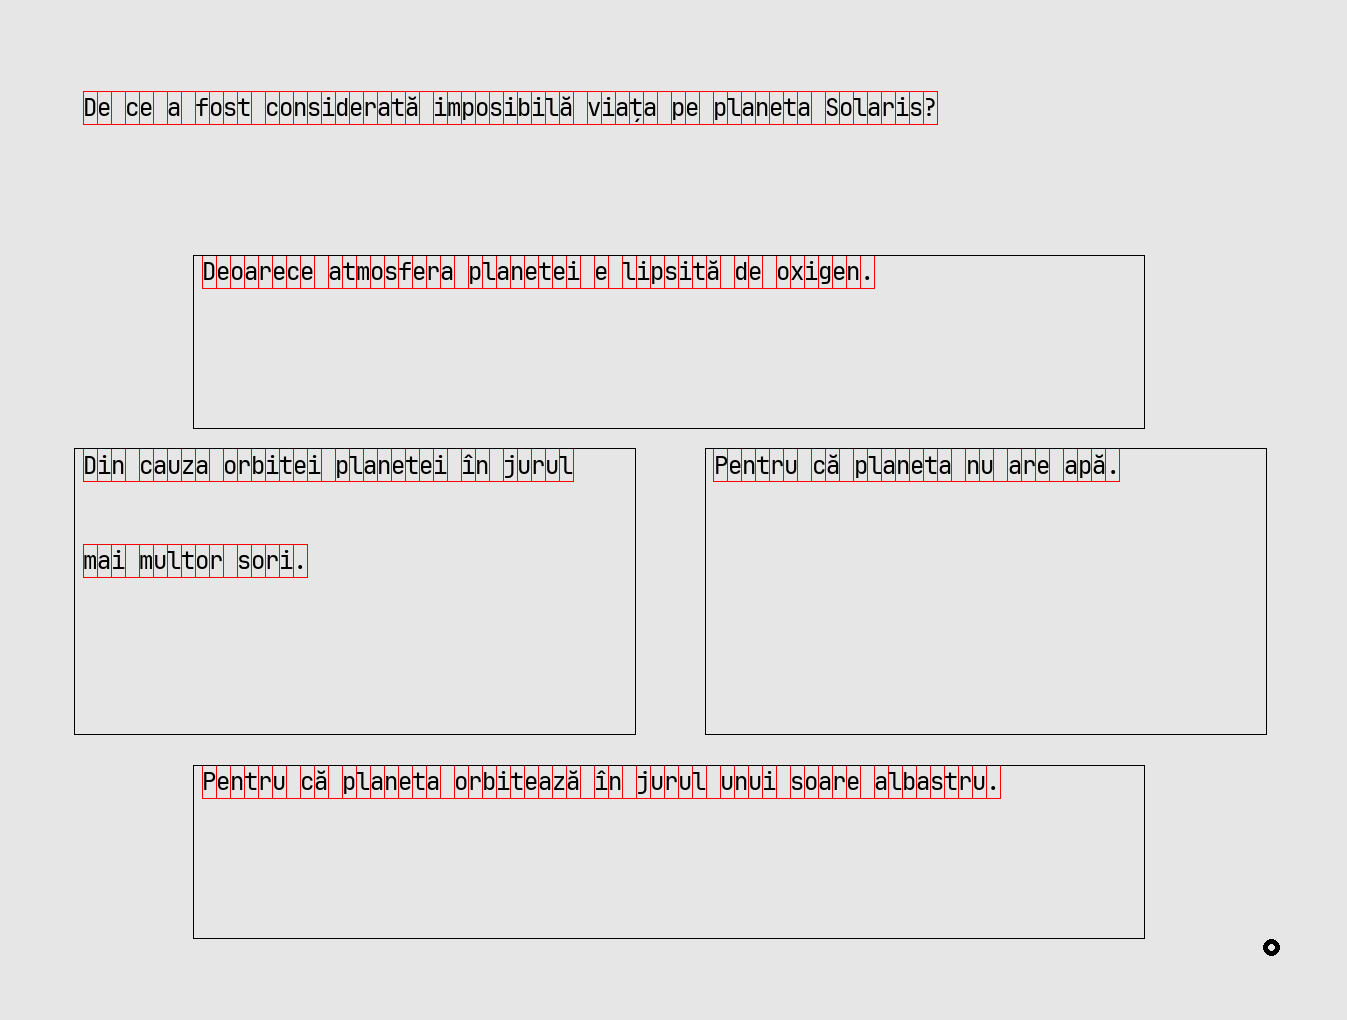 De ce a fost considerată imposibilă viața pe planeta Solaris?
Deoarece atmosfera planetei e lipsită de oxigen.
Din cauza orbitei planetei în jurul
mai multor sori.
Pentru că planeta nu are apă.
Pentru că planeta orbitează în jurul unui soare albastru.